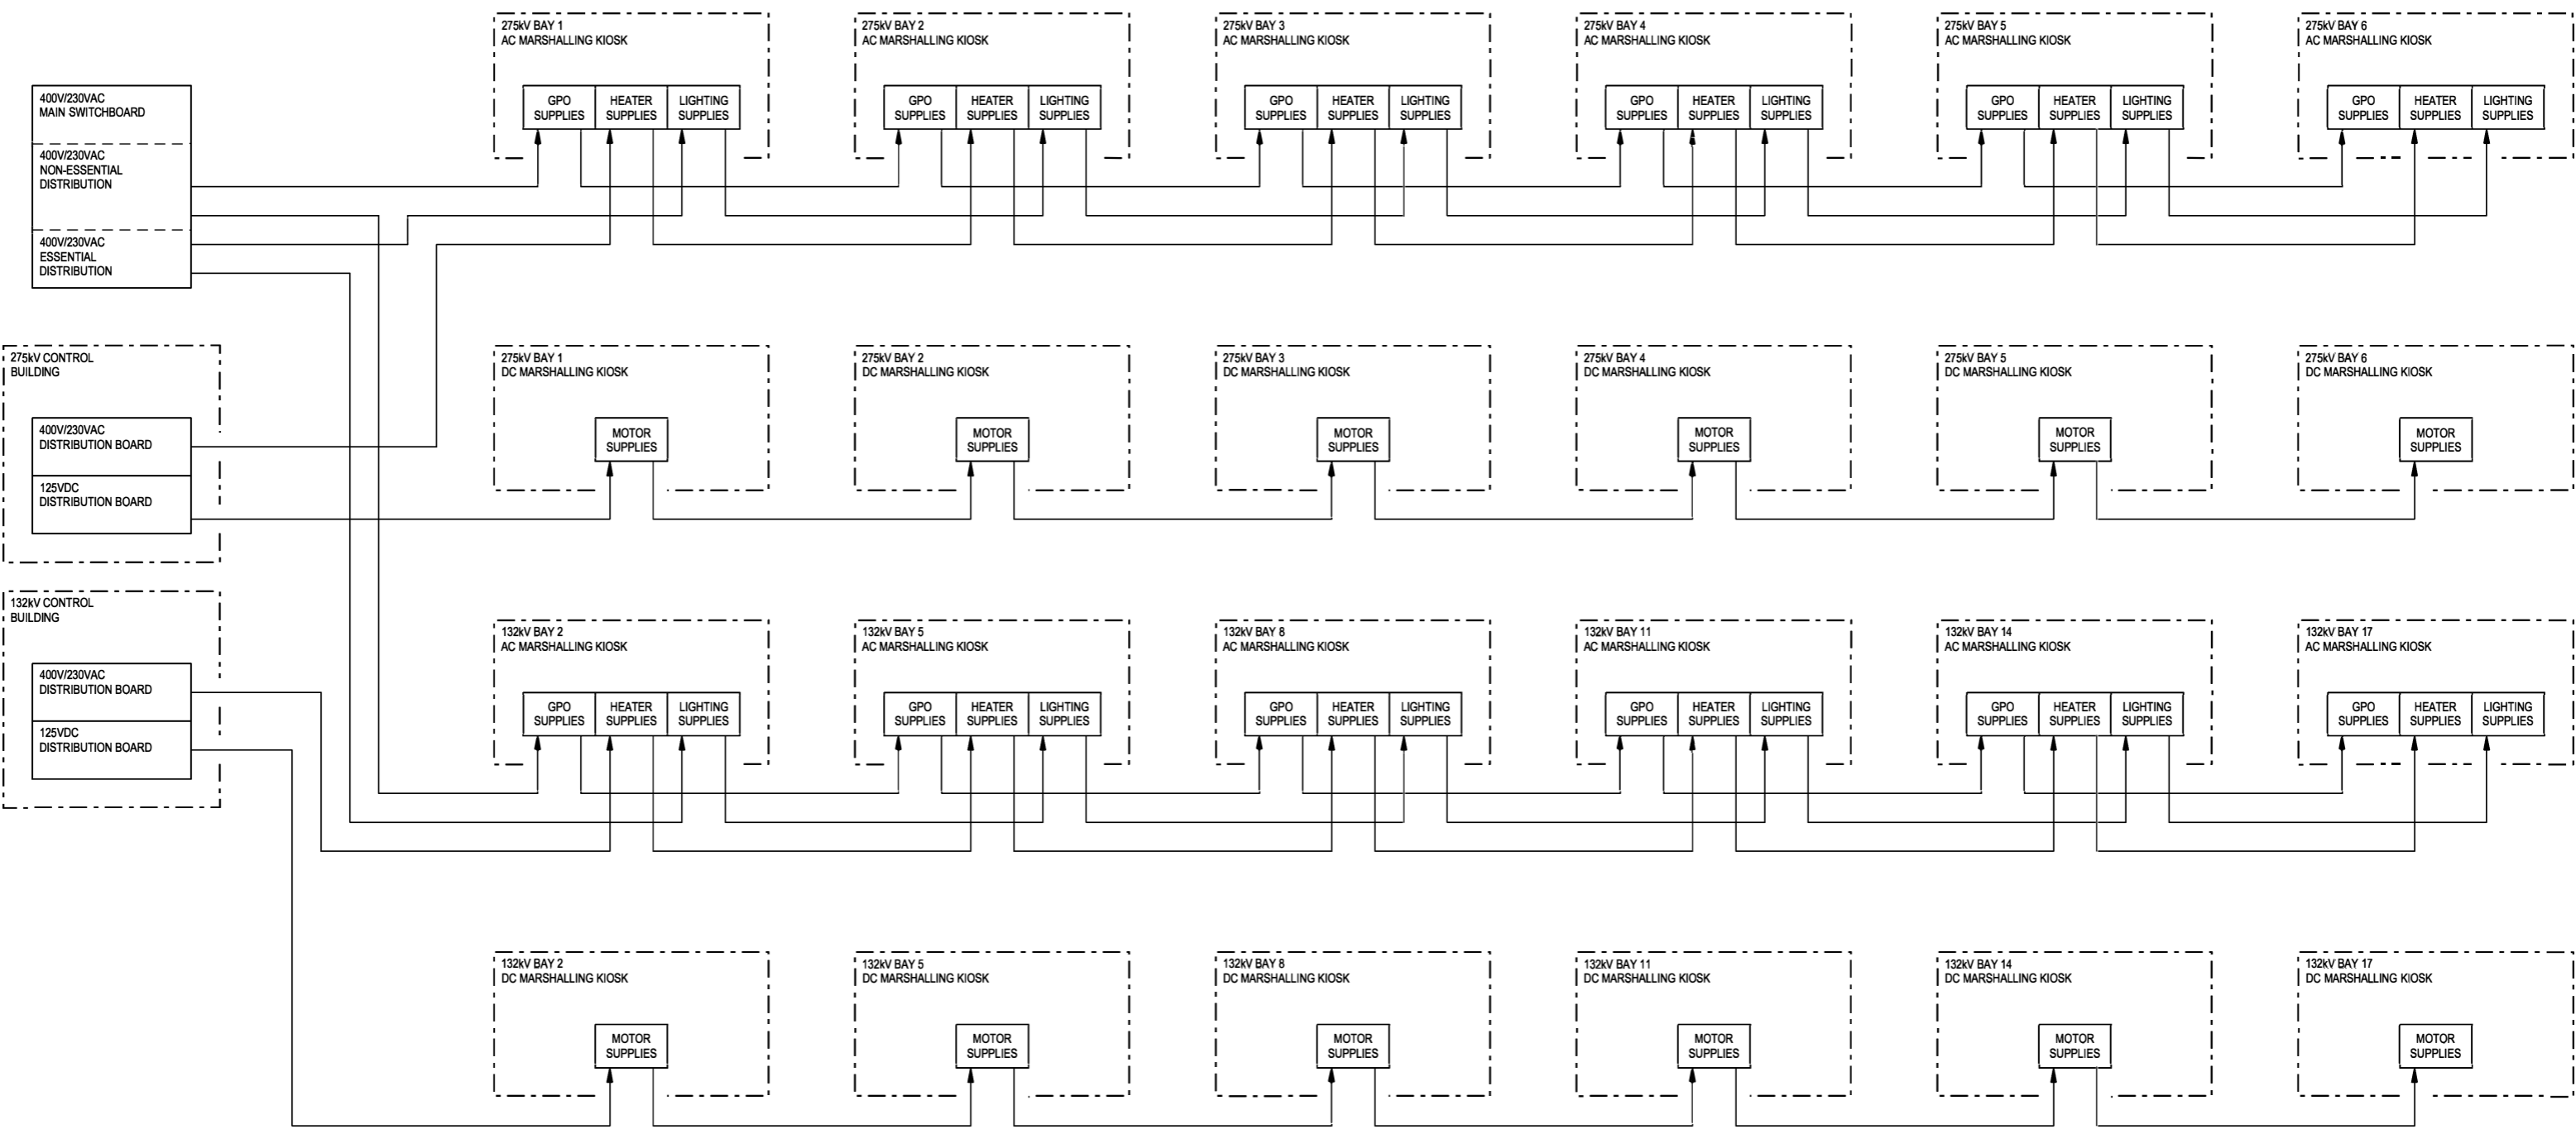 400V/230VAC
MAIN SWITCHBOARD
400V/230VAC
NON-ESSENTIAL
DISTRIBUTION
400V/230VAC
ESSENTIAL
DISTRIBUTION
275kV BAY 1
AC MARSHALLING KIOSK
GPO
SUPPLIES
HEATER
SUPPLIES
LIGHTING
SUPPLIES
275kV BAY 2
AC MARSHALLING KIOSK
GPO
SUPPLIES
HEATER
SUPPLIES
LIGHTING
SUPPLIES
275kV BAY 3
AC MARSHALLING KIOSK
GPO
SUPPLIES
HEATER
SUPPLIES
LIGHTING
SUPPLIES
275kV BAY 4
AC MARSHALLING KIOSK
GPO
SUPPLIES
HEATER
SUPPLIES
LIGHTING
SUPPLIES
275kV BAY 5
AC MARSHALLING KIOSK
GPO
SUPPLIES
HEATER
SUPPLIES
LIGHTING
SUPPLIES
275kV BAY 6
AC MARSHALLING KIOSK
GPO
SUPPLIES
HEATER
SUPPLIES
LIGHTING
SUPPLIES
275kV CONTROL
BUILDING
400V/230VAC
DISTRIBUTION BOARD
125VDC
DISTRIBUTION BOARD
275kV BAY 1
DC MARSHALLING KIOSK
MOTOR
SUPPLIES
275kV BAY 2
DC MARSHALLING KIOSK
MOTOR
SUPPLIES
275kV BAY 3
DC MARSHALLING KIOSK
MOTOR
SUPPLIES
275kV BAY 4
DC MARSHALLING KIOSK
MOTOR
SUPPLIES
275kV BAY 5
DC MARSHALLING KIOSK
MOTOR
SUPPLIES
275kV BAY 6
DC MARSHALLING KIOSK
MOTOR
SUPPLIES
132kV CONTROL
BUILDING
400V/230VAC
DISTRIBUTION BOARD
125VDC
DISTRIBUTION BOARD
132kV BAY 2
AC MARSHALLING KIOSK
GPO
SUPPLIES
HEATER
SUPPLIES
LIGHTING
SUPPLIES
132kV BAY 5
AC MARSHALLING KIOSK
GPO
SUPPLIES
HEATER
SUPPLIES
LIGHTING
SUPPLIES
132kV BAY 8
AC MARSHALLING KIOSK
GPO
SUPPLIES
HEATER
SUPPLIES
LIGHTING
SUPPLIES
132kV BAY 11
AC MARSHALLING KIOSK
GPO
SUPPLIES
HEATER
SUPPLIES
LIGHTING
SUPPLIES
132kV BAY 14
AC MARSHALLING KIOSK
GPO
SUPPLIES
HEATER
SUPPLIES
LIGHTING
SUPPLIES
132kV BAY 17
AC MARSHALLING KIOSK
GPO
SUPPLIES
HEATER
SUPPLIES
LIGHTING
SUPPLIES
132kV BAY 2
DC MARSHALLING KIOSK
MOTOR
SUPPLIES
132kV BAY 5
DC MARSHALLING KIOSK
MOTOR
SUPPLIES
132kV BAY 8
DC MARSHALLING KIOSK
MOTOR
SUPPLIES
132kV BAY 11
DC MARSHALLING KIOSK
MOTOR
SUPPLIES
132kV BAY 14
DC MARSHALLING KIOSK
MOTOR
SUPPLIES
132kV BAY 17
DC MARSHALLING KIOSK
MOTOR
SUPPLIES